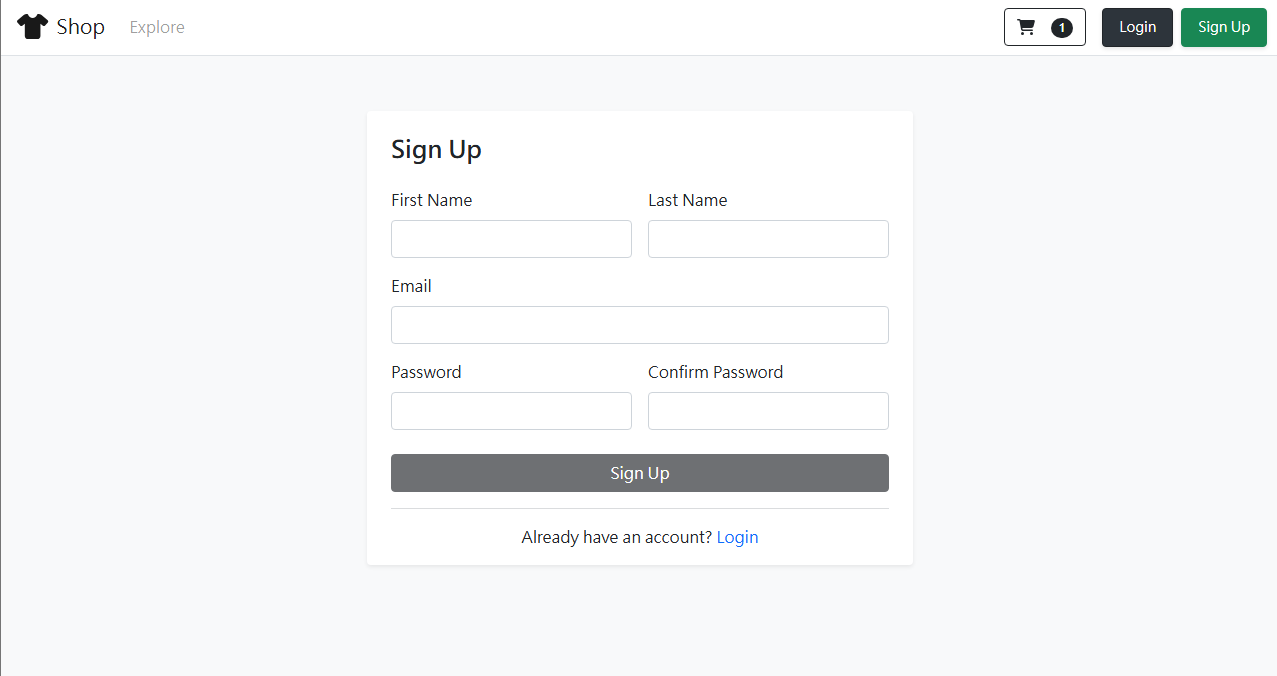 Shop Explore 1 Login Sign Up
Sign Up
First Name Last Name
Email
Password Confirm Password
Sign Up
Already have an account? Login